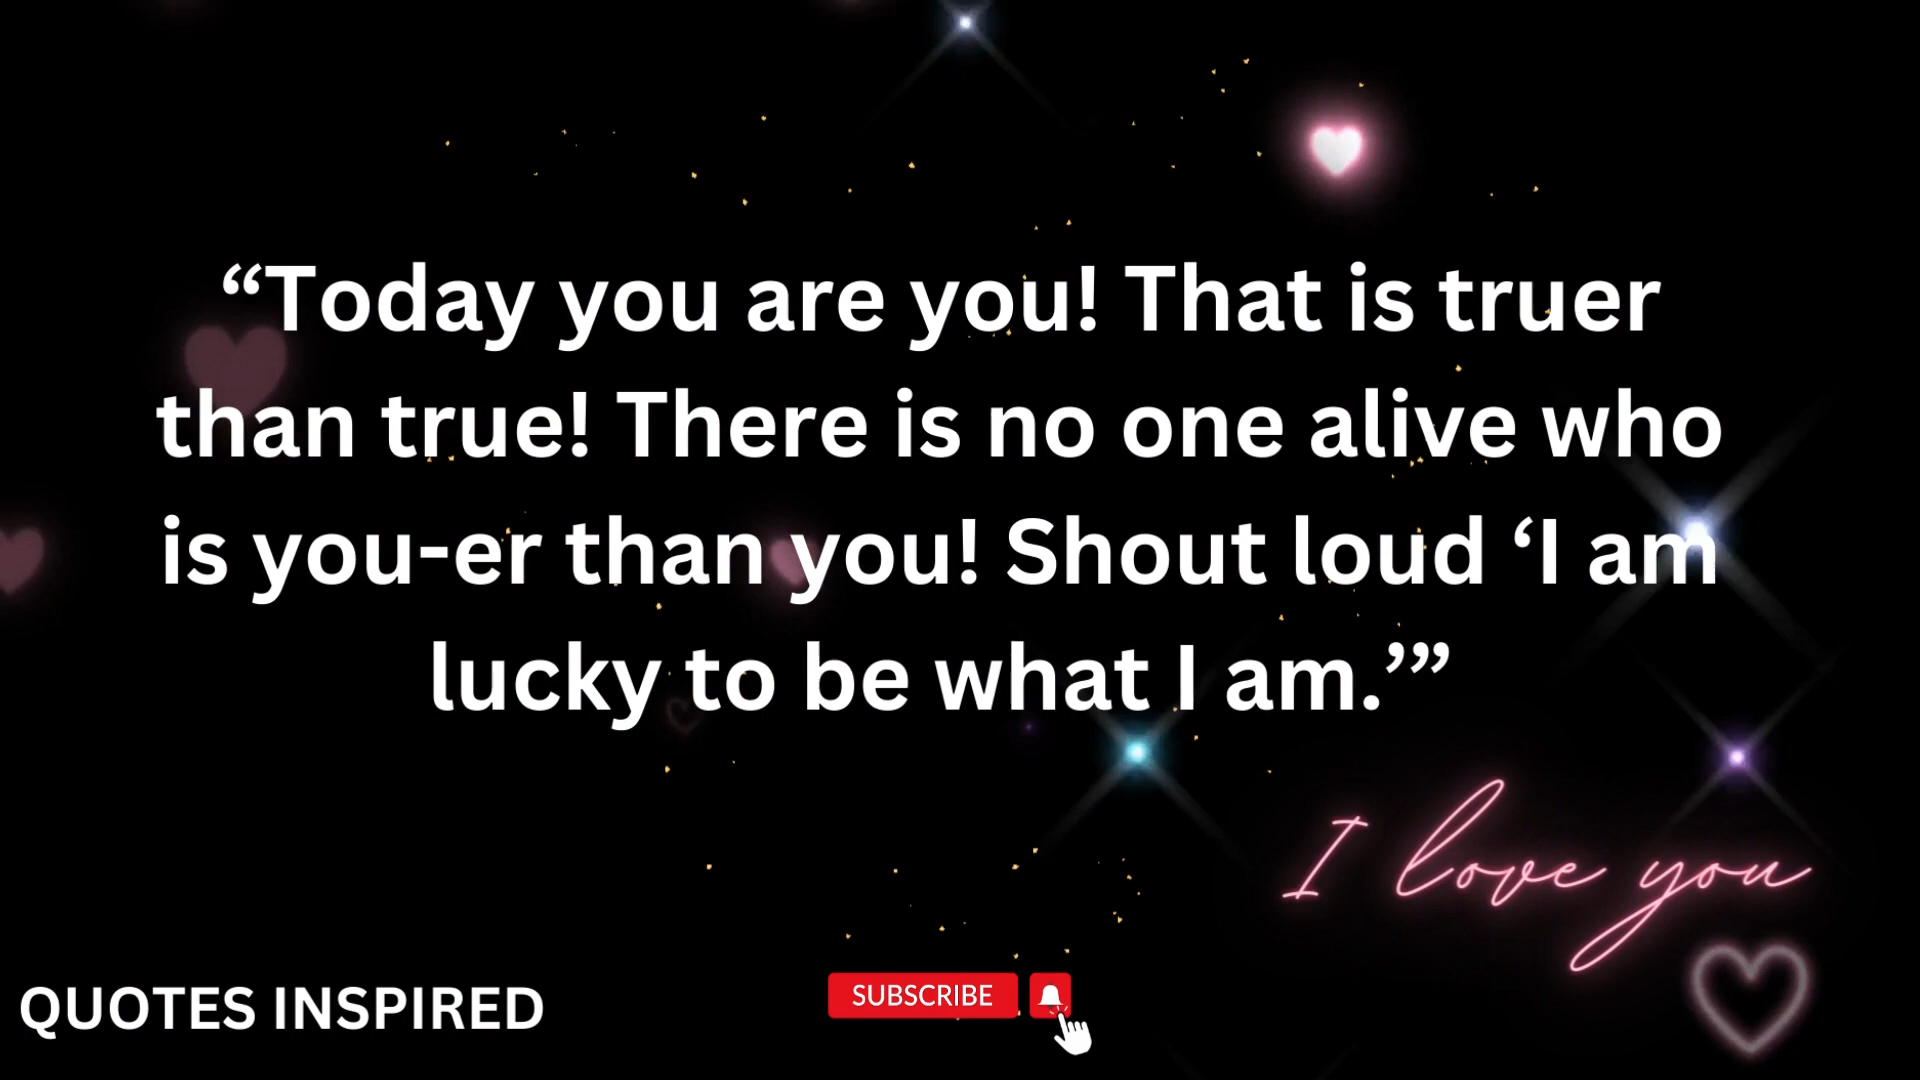 “Today you are you! That is truer
than true! There is no one alive who
is you-er than you! Shout loud ‘I am
lucky to be what I am.’”
I love you
QUOTES INSPIRED
SUBSCRIBE